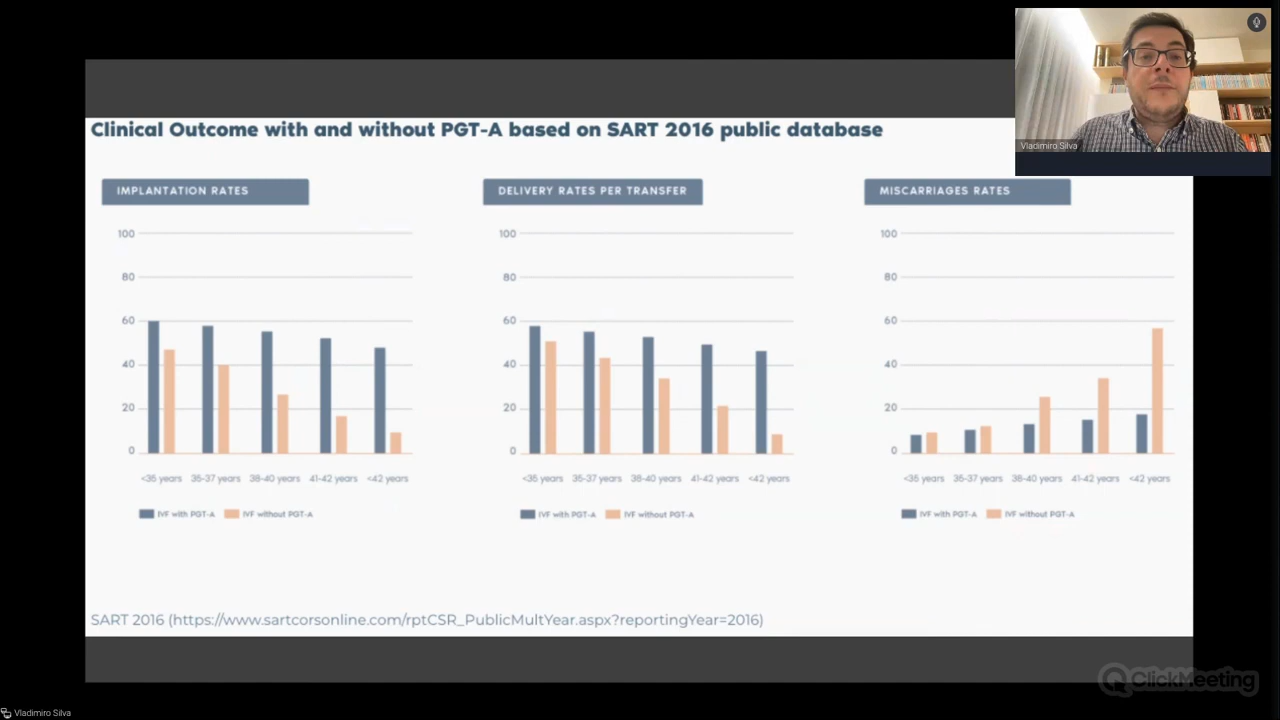 Vladimiro Silva
Clinical Outcome with and without PGT-A based on SART 2016 public database
IMPLANTATION RATES
100
80
60
40
20
0
<35 years 35-37 years 38-40 years 41-42 years <42 years
IVF with PGT-A IVF without PGT-A
DELIVERY RATES PER TRANSFER
100
80
60
40
20
0
<35 years 35-37 years 38-40 years 41-42 years <42 years
IVF with PGT-A IVF without PGT-A
MISCARRIAGES RATES
100
80
60
40
20
0
<35 years 35-37 years 38-40 years 41-42 years <42 years
IVF with PGT-A IVF without PGT-A
SART 2016 (https://www.sartcorsonline.com/rptCSR_PublicMultYear.aspx?reportingYear=2016)
ClickMeeting
Vladimiro Silva